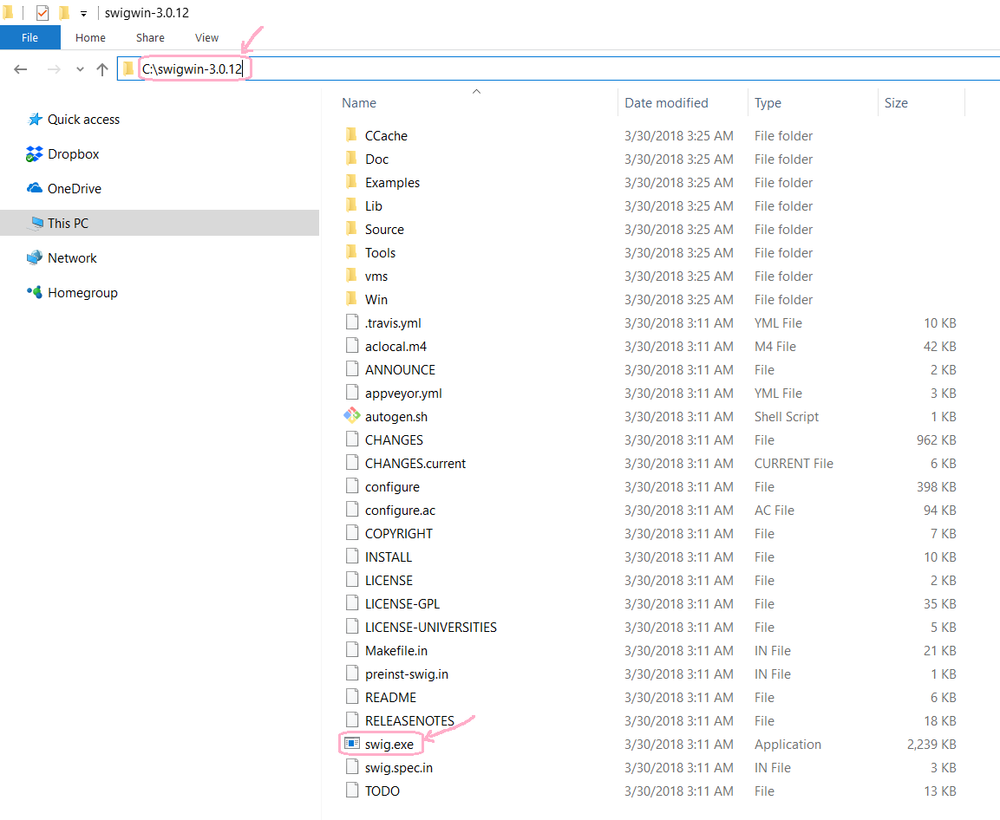 swigwin-3.0.12
File Home Share View
C:\swigwin-3.0.12
Name Date modified Type Size
Quick access
Dropbox
OneDrive
This PC
Network
Homegroup
CCache 3/30/2018 3:25 AM File folder
Doc 3/30/2018 3:25 AM File folder
Examples 3/30/2018 3:25 AM File folder
Lib 3/30/2018 3:25 AM File folder
Source 3/30/2018 3:25 AM File folder
Tools 3/30/2018 3:25 AM File folder
vms 3/30/2018 3:25 AM File folder
Win 3/30/2018 3:25 AM File folder
.travis.yml 3/30/2018 3:11 AM YML File 10 KB
aclocal.m4 3/30/2018 3:11 AM M4 File 42 KB
ANNOUNCE 3/30/2018 3:11 AM File 2 KB
appveyor.yml 3/30/2018 3:11 AM YML File 3 KB
autogen.sh 3/30/2018 3:11 AM Shell Script 1 KB
CHANGES 3/30/2018 3:11 AM File 962 KB
CHANGES.current 3/30/2018 3:11 AM CURRENT File 6 KB
configure 3/30/2018 3:11 AM File 398 KB
configure.ac 3/30/2018 3:11 AM AC File 94 KB
COPYRIGHT 3/30/2018 3:11 AM File 7 KB
INSTALL 3/30/2018 3:11 AM File 10 KB
LICENSE 3/30/2018 3:11 AM File 2 KB
LICENSE-GPL 3/30/2018 3:11 AM File 35 KB
LICENSE-UNIVERSITIES 3/30/2018 3:11 AM File 5 KB
Makefile.in 3/30/2018 3:11 AM IN File 21 KB
preinst-swig.in 3/30/2018 3:11 AM IN File 1 KB
README 3/30/2018 3:11 AM File 6 KB
RELEASENOTES 3/30/2018 3:11 AM File 18 KB
swig.exe 3/30/2018 3:11 AM Application 2,239 KB
swig.spec.in 3/30/2018 3:11 AM IN File 3 KB
TODO 3/30/2018 3:11 AM File 13 KB